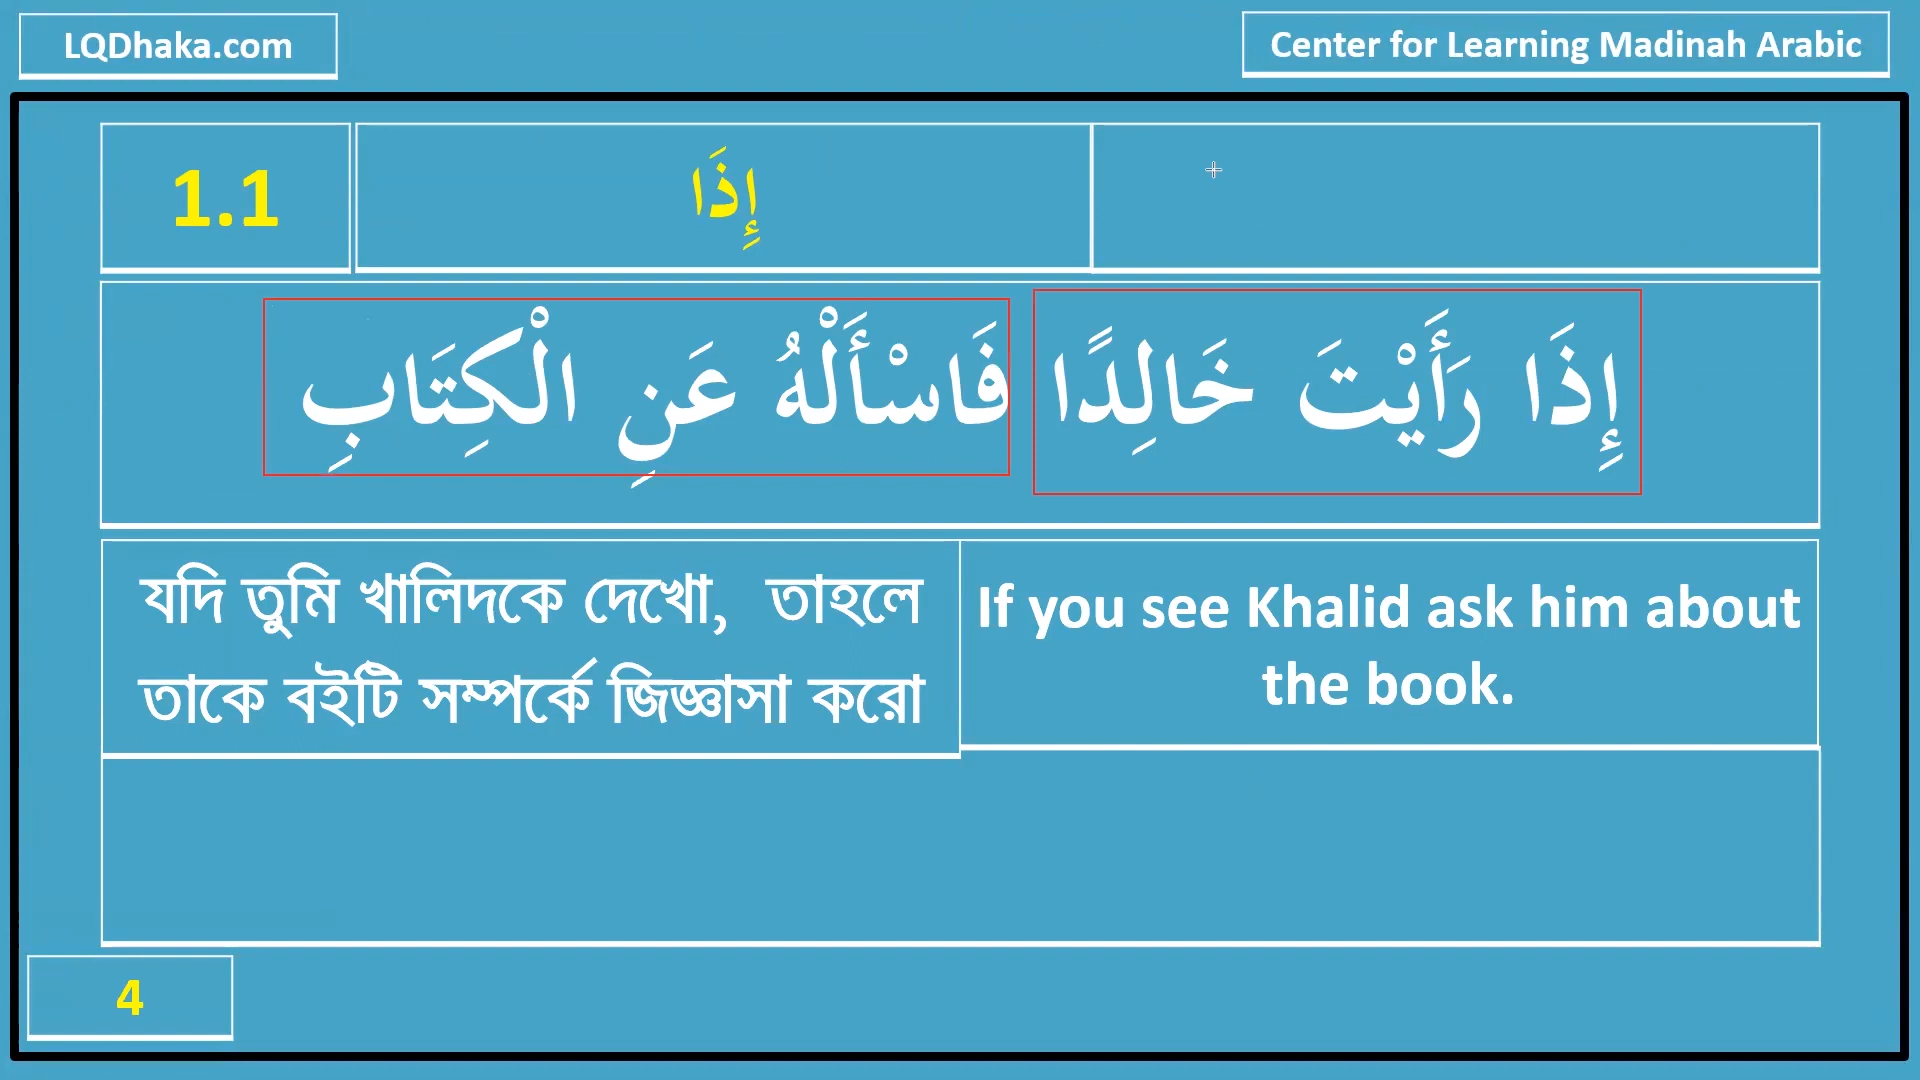 LQDhaka.com
Center for Learning Madinah Arabic
1.1
إِذَا
إِذَا رَأَيْتَ خَالِدًا فَاسْأَلْهُ عَنِ الْكِتَابِ
যদি তুমি খালিদকে দেখো, তাহলে
তাকে বইটি সম্পর্কে জিজ্ঞাসা করো
If you see Khalid ask him about
the book.
4